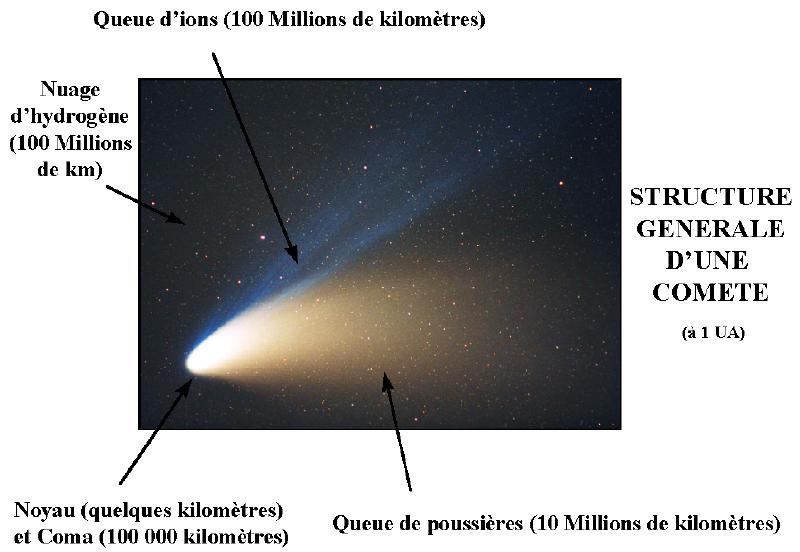 Queue d'ions (100 Millions de kilomètres)
Nuage
d'hydrogène
(100 Millions
de km)
STRUCTURE
GENERALE
D'UNE
COMETE
(à 1 UA)
Noyau (quelques kilomètres)
et Coma (100 000 kilomètres)
Queue de poussières (10 Millions de kilomètres)